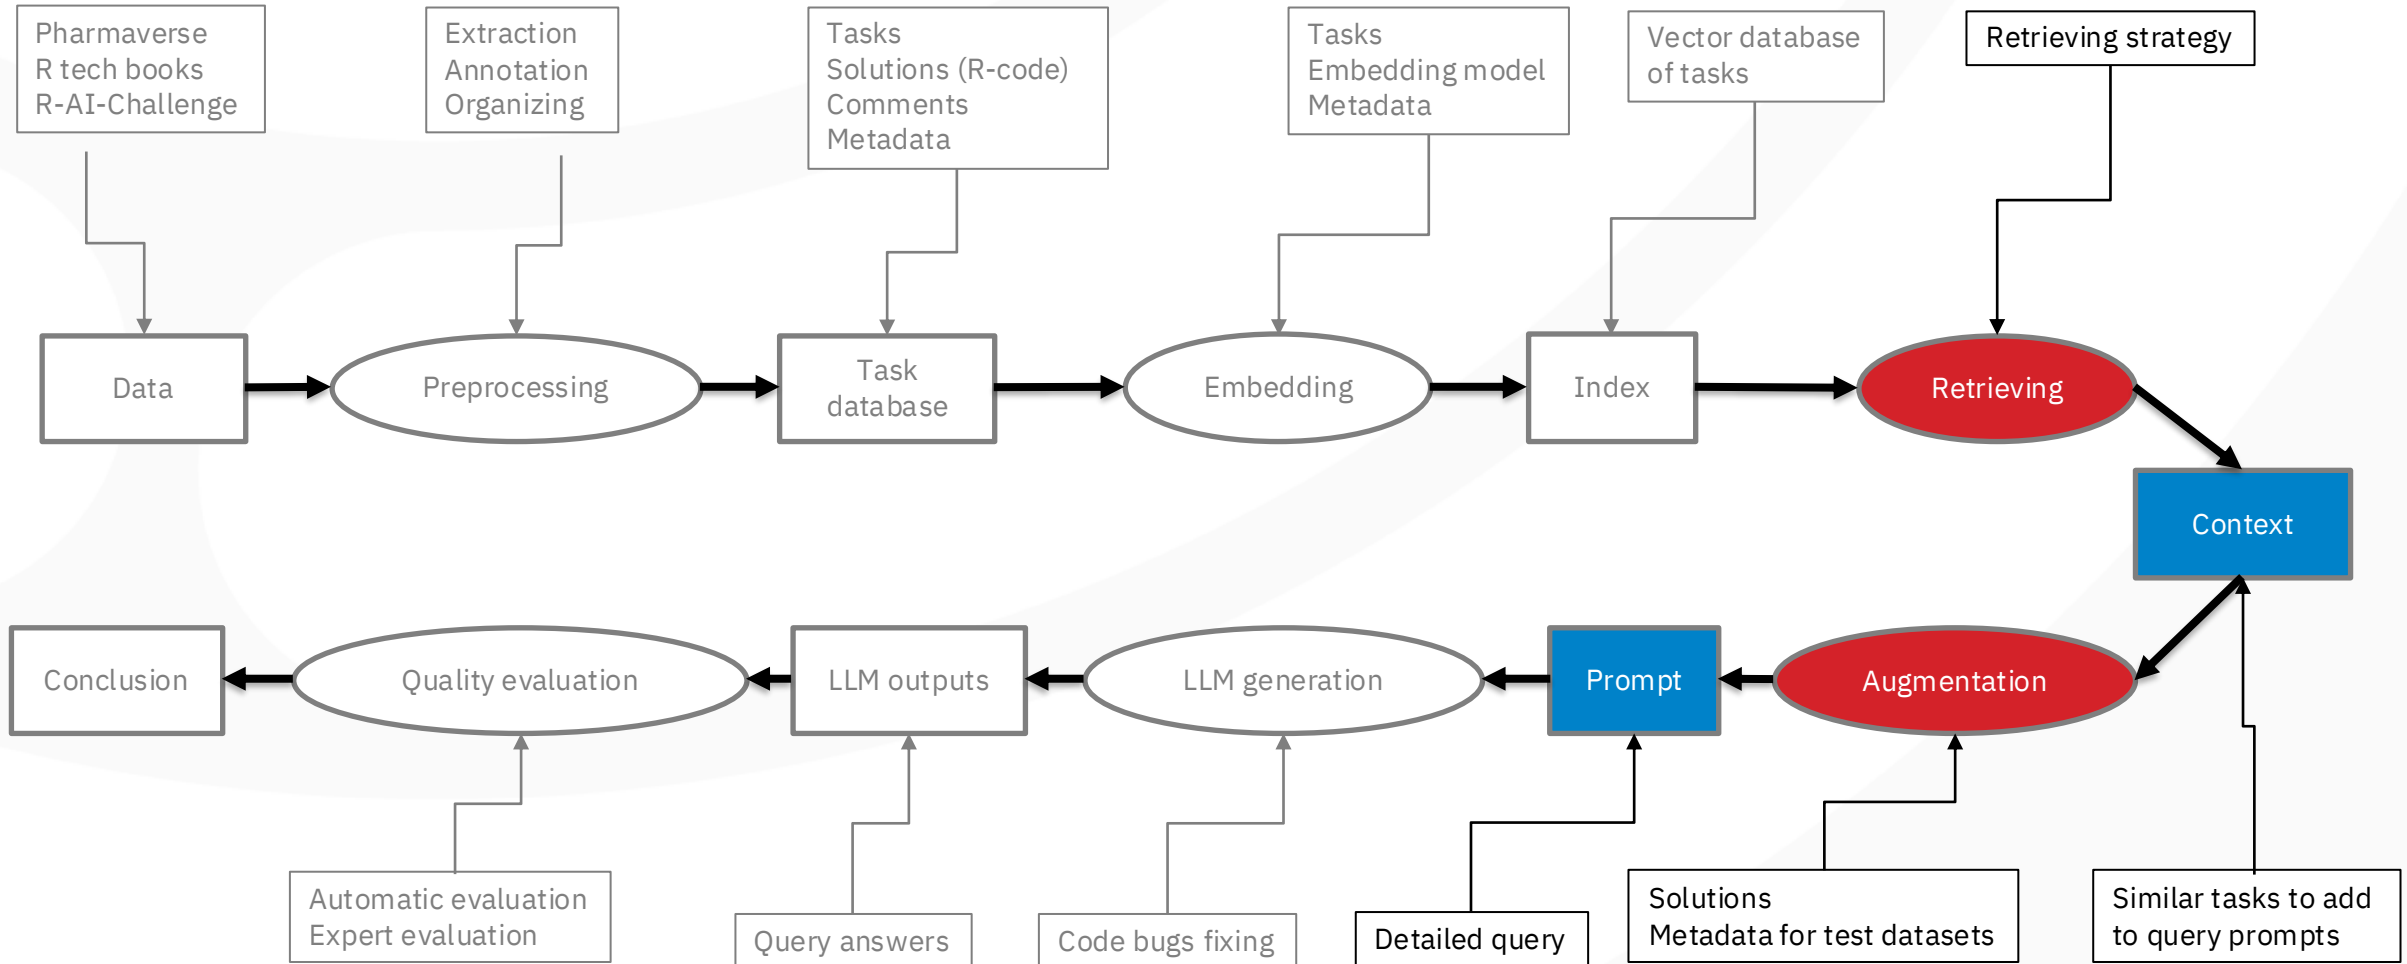 Pharmaverse
R tech books
R-AI-Challenge
Extraction
Annotation
Organizing
Tasks
Solutions (R-code)
Comments
Metadata
Tasks
Embedding model
Metadata
Vector database
of tasks
Retrieving strategy
Data
Preprocessing
Task
database
Embedding
Index
Retrieving
Context
Conclusion
Quality evaluation
LLM outputs
LLM generation
Prompt
Augmentation
Automatic evaluation
Expert evaluation
Query answers
Code bugs fixing
Detailed query
Solutions
Metadata for test datasets
Similar tasks to add
to query prompts